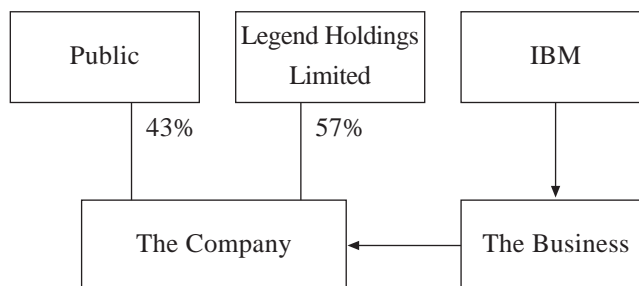 Public
Legend Holdings
Limited
IBM
43%
57%
The Company
The Business